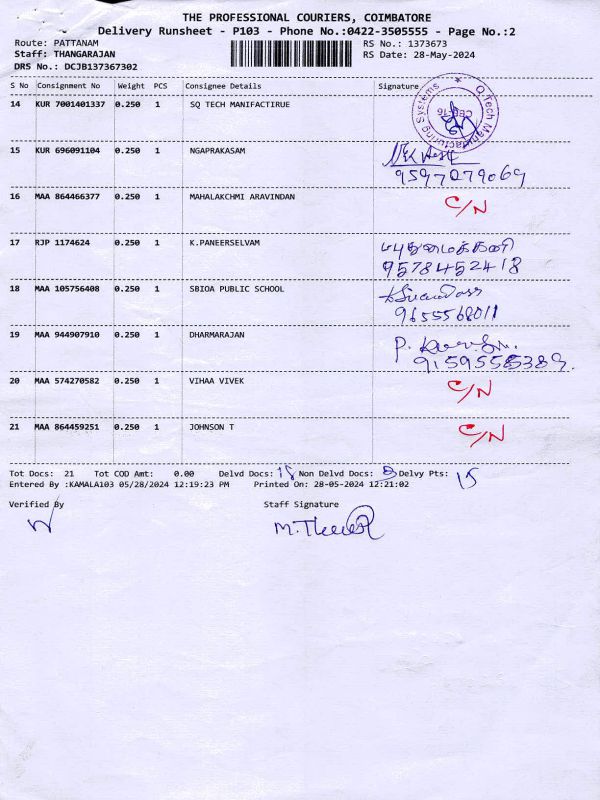 THE PROFESSIONAL COURIERS, COIMBATORE
Delivery Runsheet - P103 - Phone No.:0422-3505555 - Page No.:2
Route: PATTANAM RS No.: 1373673
Staff: THANGARAJAN RS Date: 28-May-2024
DRS No.: DCJB137367302
S No Consignment No Weight PCS Consignee Details Signature
14 KUR 7001401337 0.250 1 SQ TECH MANIFACTIRUE
Q-Tech Manufacturing Systems
15 KUR 696091104 0.250 1 NGAPRAKASAM
9597079069
16 MAA 864466377 0.250 1 MAHALAKCHMI ARAVINDAN C/N
17 RJP 1174624 0.250 1 K.PANEERSELVAM
9578452418
18 MAA 105756408 0.250 1 SBIOA PUBLIC SCHOOL
9655568011
19 MAA 944907910 0.250 1 DHARMARAJAN P.
20 MAA 574270582 0.250 1 VIHAA VIVEK C/N
21 MAA 864459251 0.250 1 JOHNSON T C/N
Tot Docs: 21 Tot COD Amt: 0.00 Delvd Docs: 18 Non Delvd Docs: Delvy Pts: 15
Entered By :KAMALA103 05/28/2024 12:19:23 PM Printed On: 28-05-2024 12:21:02
Verified By Staff Signature